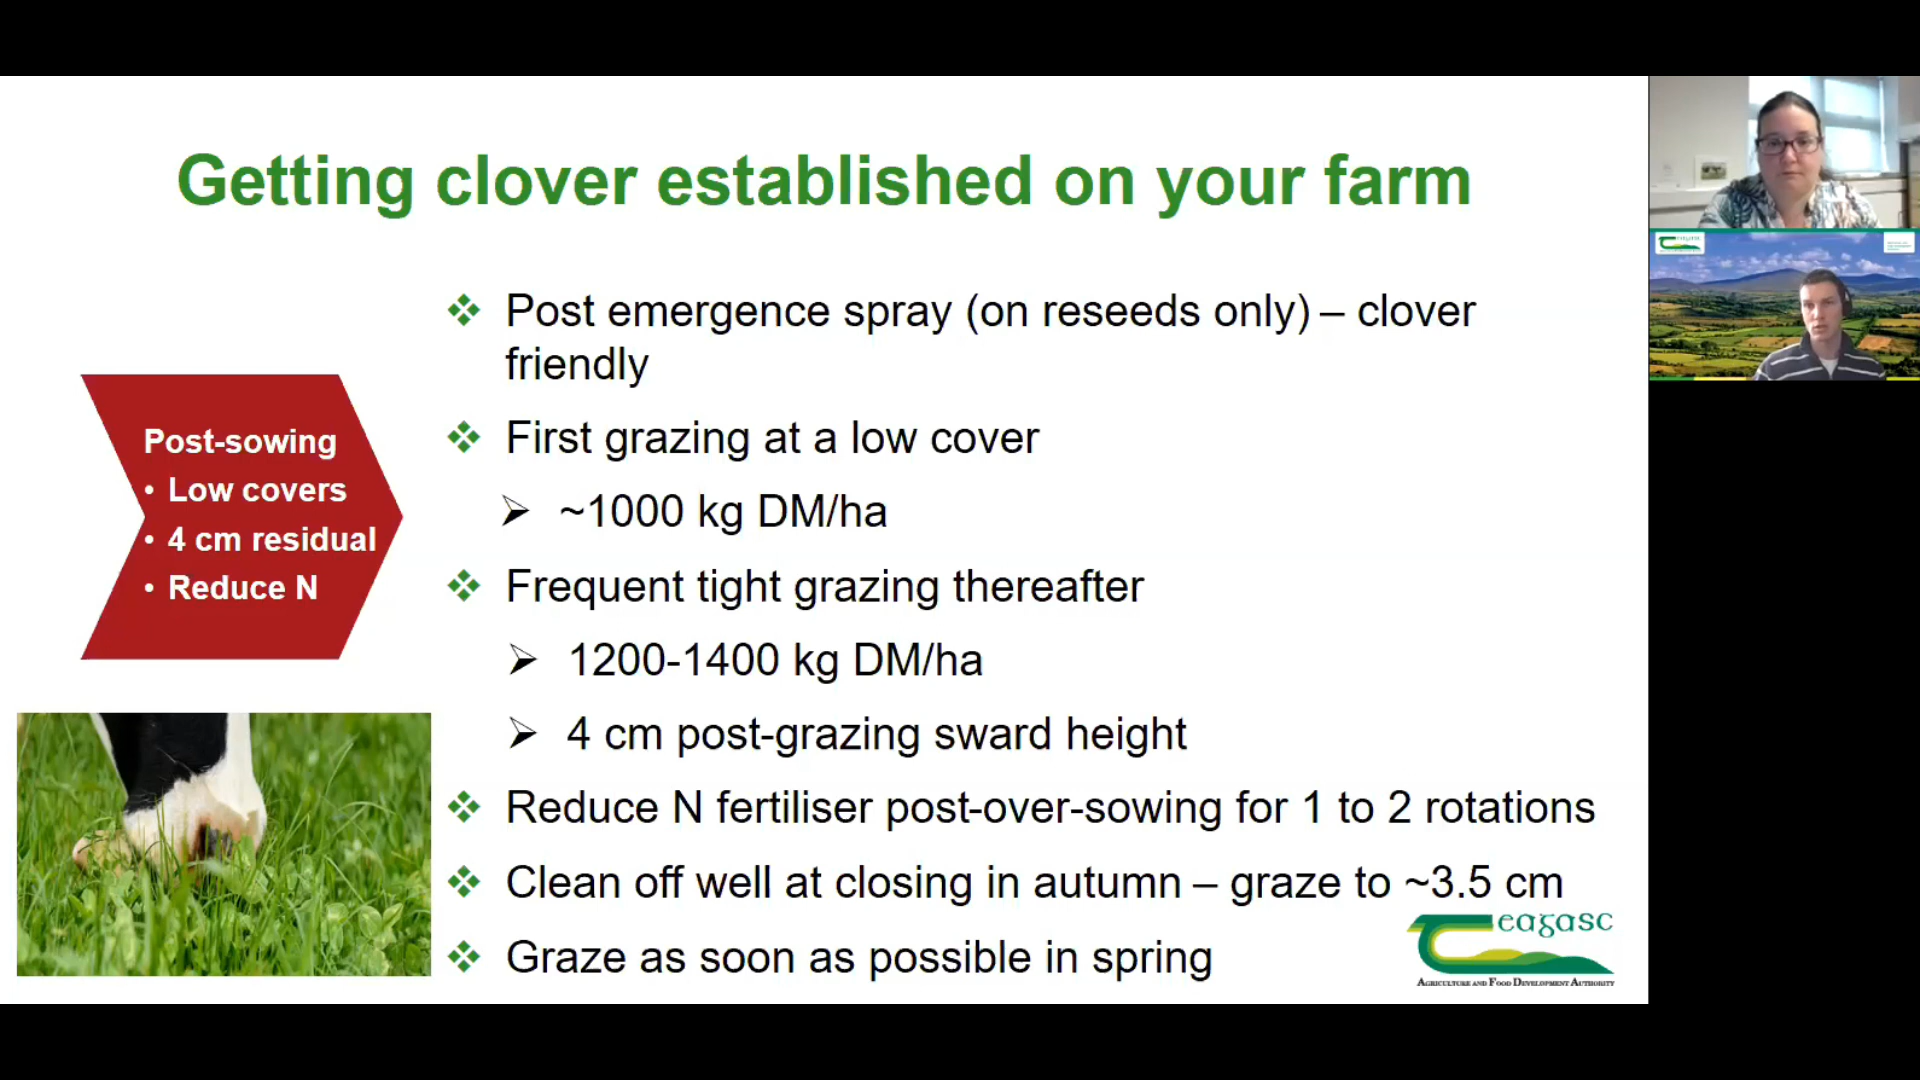 Getting clover established on your farm
Post-sowing
• Low covers
• 4 cm residual
• Reduce N
Post emergence spray (on reseeds only) – clover
friendly
First grazing at a low cover
~1000 kg DM/ha
Frequent tight grazing thereafter
1200-1400 kg DM/ha
4 cm post-grazing sward height
Reduce N fertiliser post-over-sowing for 1 to 2 rotations
Clean off well at closing in autumn – graze to ~3.5 cm
Graze as soon as possible in spring
eagasc
Agriculture and Food Development Authority